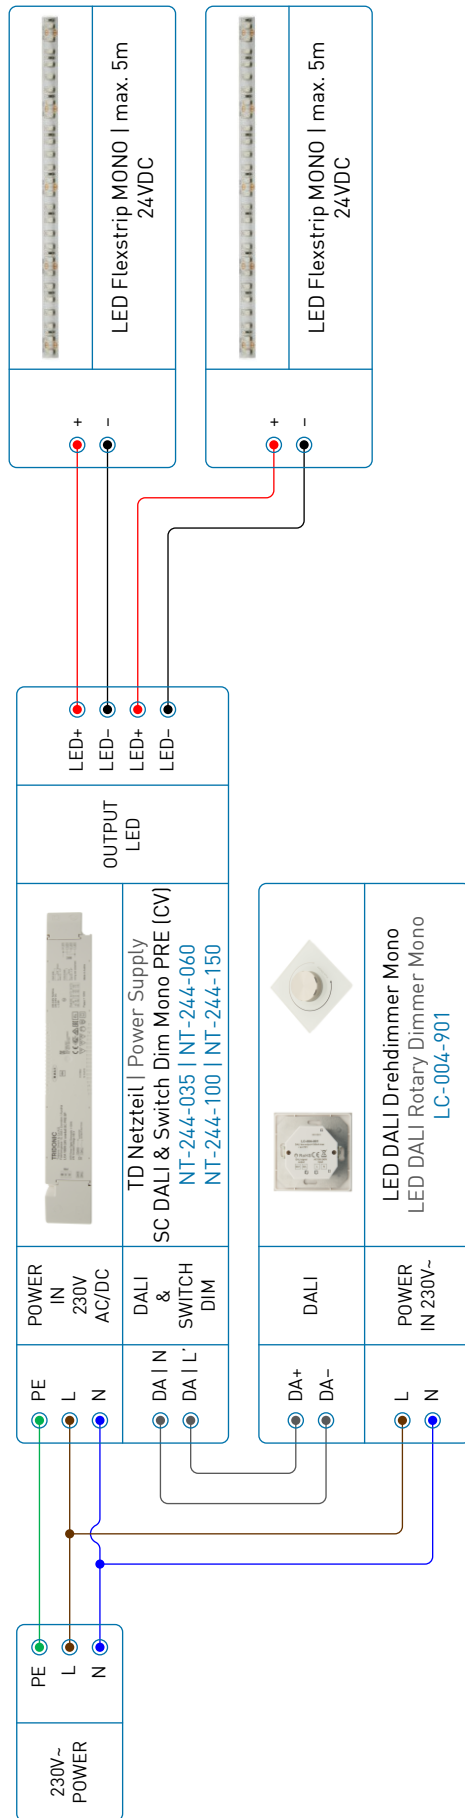 230V~
POWER
PE
L
N
POWER
IN
230V
AC/DC
PE
L
N
DALI
&
SWITCH
DIM
DA | N
DA | L'
TRIDONIC
TD Netzteil | Power Supply
SC DALI & Switch Dim Mono PRE (CV)
NT-244-035 | NT-244-060
NT-244-100 | NT-244-150
OUTPUT
LED
LED+
LED-
LED+
LED-
DALI
DA+
DA-
POWER
IN 230V~
L
N
LED DALI Drehdimmer Mono
LED DALI Rotary Dimmer Mono
LC-004-901
+
-
LED Flexstrip MONO | max. 5m
24VDC
+
-
LED Flexstrip MONO | max. 5m
24VDC